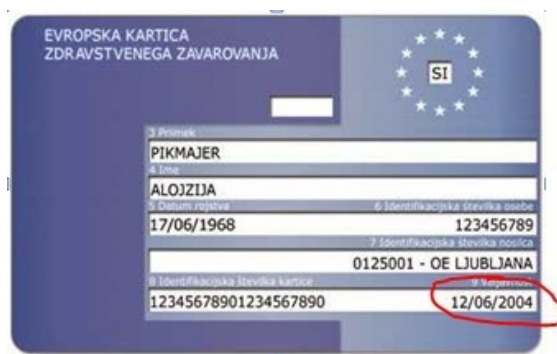 EVROPSKA KARTICA
ZDRAVSTVENEGA ZAVAROVANJA
SI
3 Priimek
PIKMAJER
4 Ime
ALOJZIJA
5 Datum rojstva 6 Identifikacijska številka osebe
17/06/1968 123456789
7 Identifikacijska številka nosilca
0125001 - OE LJUBLJANA
8 Identifikacijska številka kartice 9 Veljavnost
12345678901234567890 12/06/2004